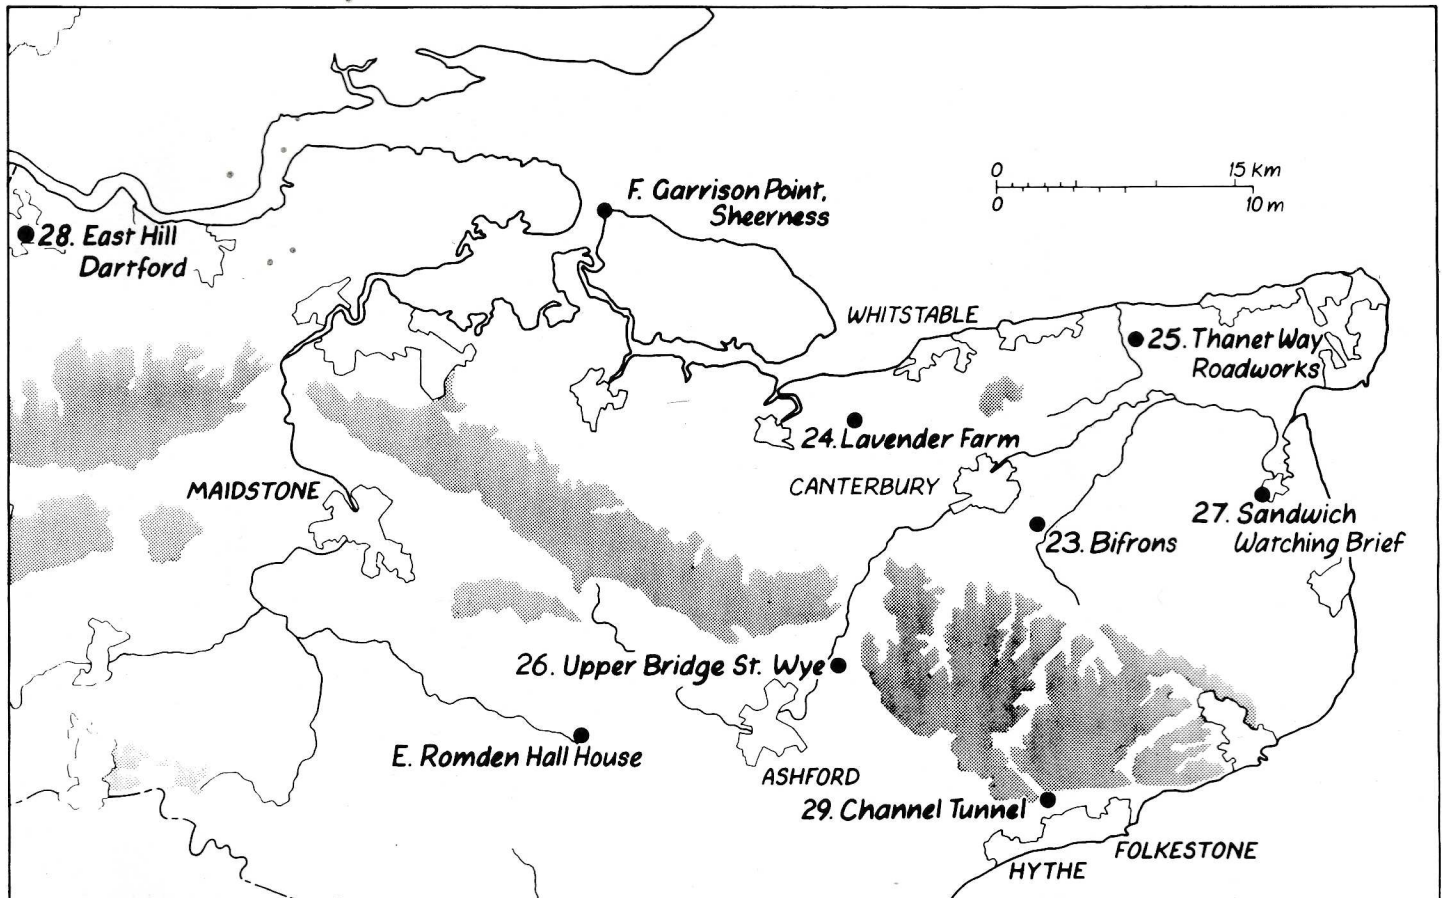 0 15 Km
0 10 m
F. Garrison Point,
Sheerness
28. East Hill
Dartford
WHITSTABLE
25. Thanet Way
Roadworks
24. Lavender Farm
CANTERBURY
MAIDSTONE
27. Sandwich
Watching Brief
23. Bifrons
26. Upper Bridge St. Wye
E. Romden Hall House
ASHFORD
29. Channel Tunnel
FOLKESTONE
HYTHE